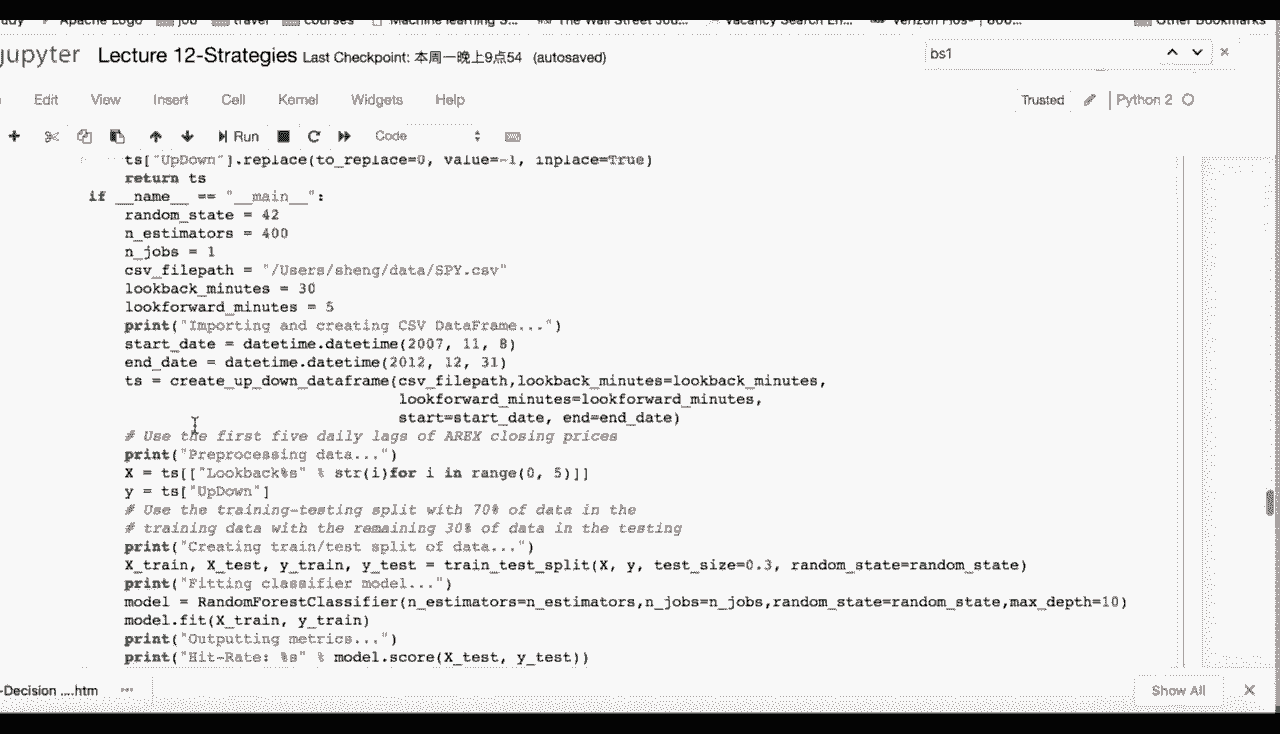 Apache Logo job travel courses Machine learning S... The Wall Street Jou... Vacancy Search En... Verizon Fios Other Bookmarks
jupyter Lecture 12-Strategies Last Checkpoint: 本周一晚上9点54 (autosaved)
bs1
Edit View Insert Cell Kernel Widgets Help
Trusted Python 2
Run Code
ts["UpDown"].replace(to_replace=0, value=-1, inplace=True)
return ts
if __name__ == "__main__":
random_state = 42
n_estimators = 400
n_jobs = 1
csv_filepath = "/Users/sheng/data/SPY.csv"
lookback_minutes = 30
lookforward_minutes = 5
print("Importing and creating CSV DataFrame...")
start_date = datetime.datetime(2007, 11, 8)
end_date = datetime.datetime(2012, 12, 31)
ts = create_up_down_dataframe(csv_filepath,lookback_minutes=lookback_minutes,
lookforward_minutes=lookforward_minutes,
start=start_date, end=end_date)
# Use the first five daily lags of AREX closing prices
print("Preprocessing data...")
X = ts[["Lookback%s" % str(i)for i in range(0, 5)]]
y = ts["UpDown"]
# Use the training-testing split with 70% of data in the
# training data with the remaining 30% of data in the testing
print("Creating train/test split of data...")
X_train, X_test, y_train, y_test = train_test_split(X, y, test_size=0.3, random_state=random_state)
print("Fitting classifier model...")
model = RandomForestClassifier(n_estimators=n_estimators,n_jobs=n_jobs,random_state=random_state,max_depth=10)
model.fit(X_train, y_train)
print("Outputting metrics...")
print("Hit-Rate: %s" % model.score(X_test, y_test))
-Decision ....htm
Show All